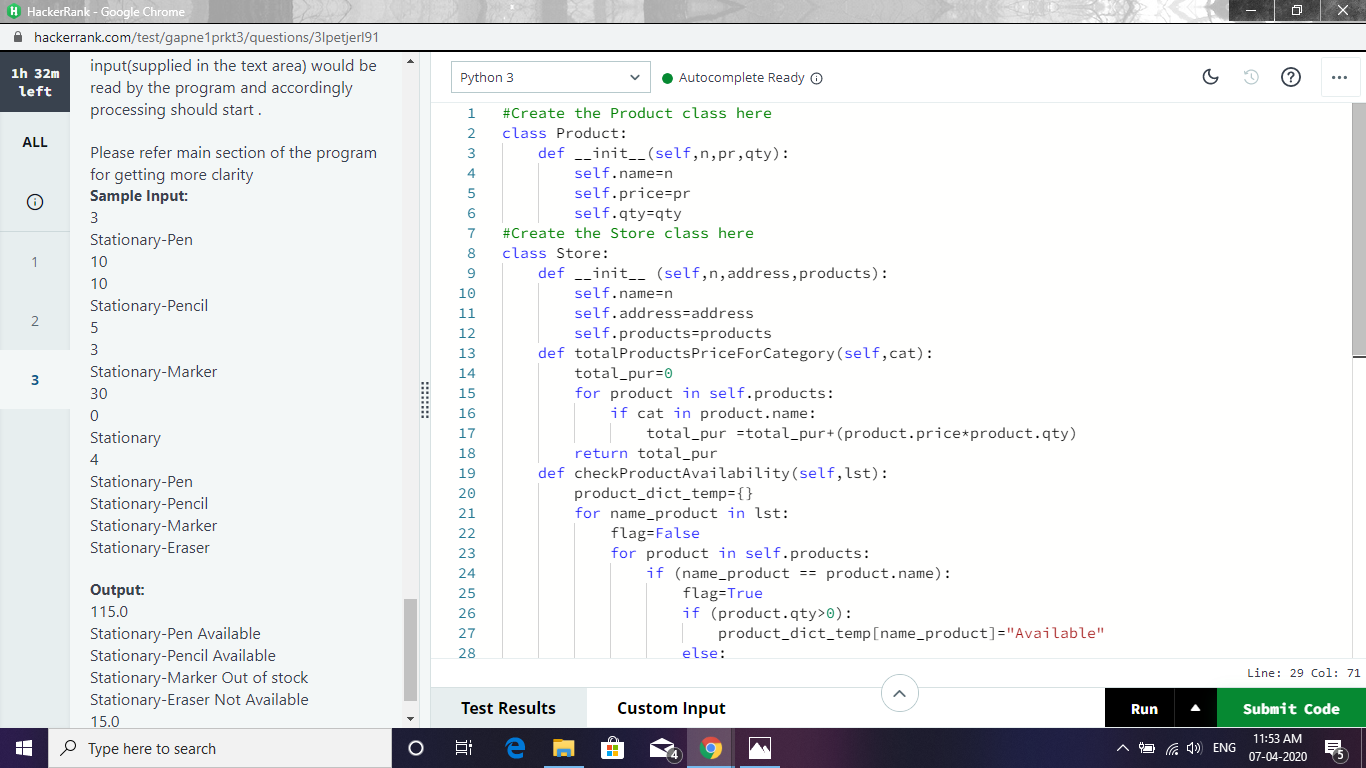 HackerRank - Google Chrome
hackerrank.com/test/gapne1prkt3/questions/3lpetjerl91
1h 32m
left
ALL
1
2
3
input(supplied in the text area) would be
read by the program and accordingly
processing should start .
Please refer main section of the program
for getting more clarity
Sample Input:
3
Stationary-Pen
10
10
Stationary-Pencil
5
3
Stationary-Marker
30
0
Stationary
4
Stationary-Pen
Stationary-Pencil
Stationary-Marker
Stationary-Eraser
Output:
115.0
Stationary-Pen Available
Stationary-Pencil Available
Stationary-Marker Out of stock
Stationary-Eraser Not Available
15.0
Python 3
Autocomplete Ready
1 #Create the Product class here
2 class Product:
3 def __init__(self,n,pr,qty):
4 self.name=n
5 self.price=pr
6 self.qty=qty
7 #Create the Store class here
8 class Store:
9 def __init__ (self,n,address,products):
10 self.name=n
11 self.address=address
12 self.products=products
13 def totalProductsPriceForCategory(self,cat):
14 total_pur=0
15 for product in self.products:
16 if cat in product.name:
17 total_pur =total_pur+(product.price*product.qty)
18 return total_pur
19 def checkProductAvailability(self,lst):
20 product_dict_temp={}
21 for name_product in lst:
22 flag=False
23 for product in self.products:
24 if (name_product == product.name):
25 flag=True
26 if (product.qty>0):
27 product_dict_temp[name_product]="Available"
28 else:
Line: 29 Col: 71
Test Results
Custom Input
Run
Submit Code
Type here to search
4
ENG
11:53 AM
07-04-2020
5